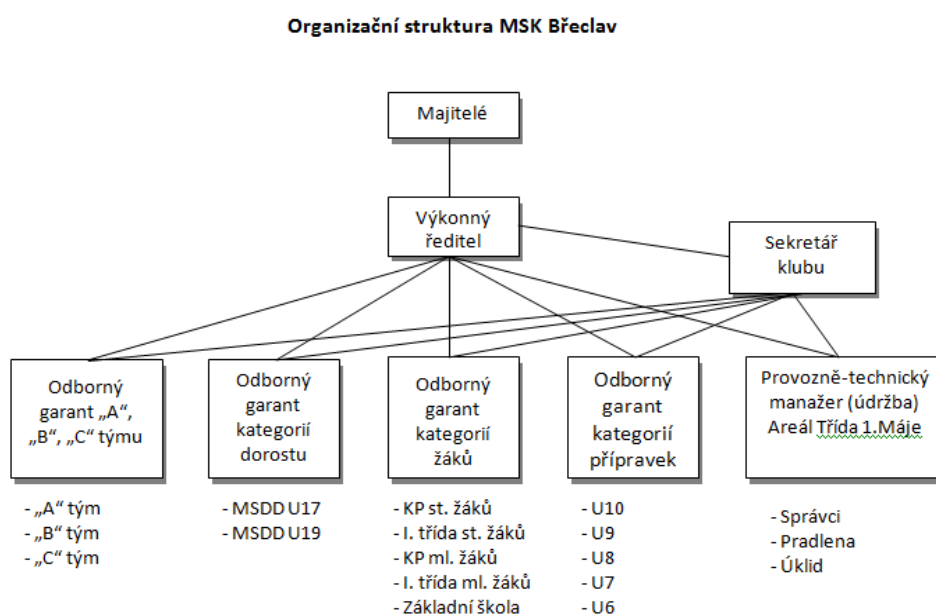 Organizační struktura MSK Břeclav
Majitelé
Výkonný
ředitel
Sekretář
klubu
Odborný
garant „A“,
„B“, „C“ týmu
Odborný
garant
kategorií
dorostu
Odborný
garant
kategorií
žáků
Odborný
garant
kategorií
přípravek
Provozně-technický
manažer (údržba)
Areál Třída 1.Máje
- „A“ tým
- „B“ tým
- „C“ tým
- MSDD U17
- MSDD U19
- KP st. žáků
- I. třída st. žáků
- KP ml. žáků
- I. třída ml. žáků
- Základní škola
- U10
- U9
- U8
- U7
- U6
- Správci
- Pradlena
- Úklid